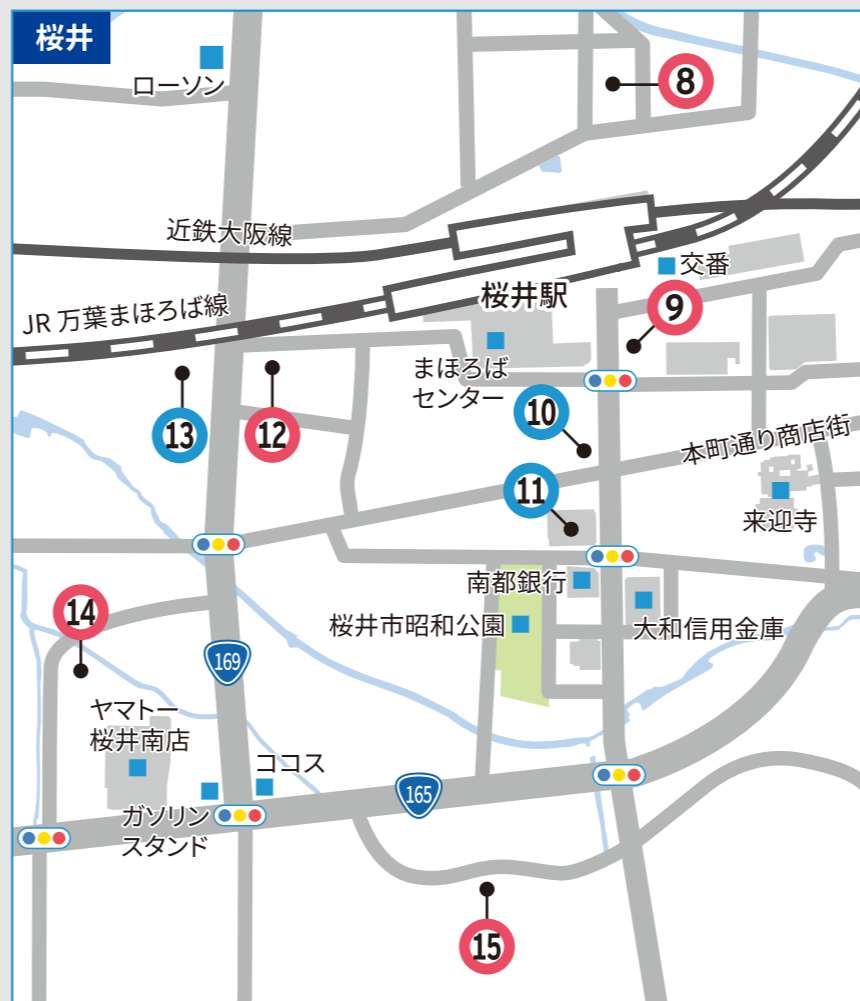 桜井
ローソン
8
近鉄大阪線
交番
桜井駅
JR 万葉まほろば線
9
まほろば
センター
10
13
12
本町通り商店街
11
来迎寺
南都銀行
14
桜井市昭和公園
大和信用金庫
169
ヤマトー
桜井南店
ココス
165
ガソリン
スタンド
15